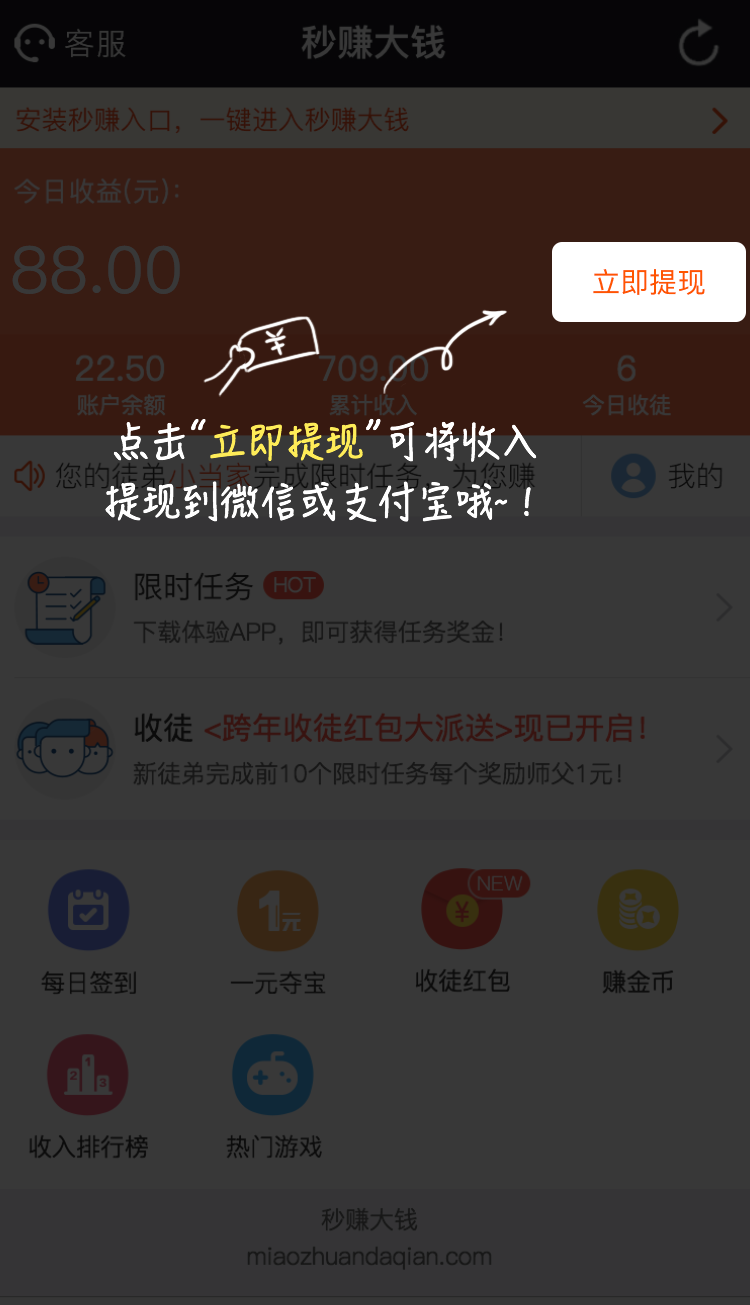 客服
秒赚大钱
安装秒赚入口，一键进入秒赚大钱
今日收益(元)：
88.00
立即提现
¥
22.50
709.00
6
账户余额
累计收入
今日收徒
点击“立即提现”可将收入
提现到微信或支付宝哦~！
您的徒弟小当家完成限时任务，为您赚
我的
限时任务 HOT
下载体验APP，即可获得任务奖金！
收徒 <跨年收徒红包大派送>现已开启！
新徒弟完成前10个限时任务每个奖励师父1元！
1元
NEW
¥
每日签到
一元夺宝
收徒红包
赚金币
2 1 3
收入排行榜
热门游戏
秒赚大钱
miaozhuandaqian.com